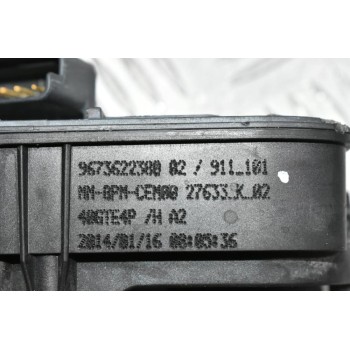 9673622380 02 / 911_101
MM-BPM-CEM00 27633_K_02
40GTE4P /H A2
2014/01/16 08:05:36